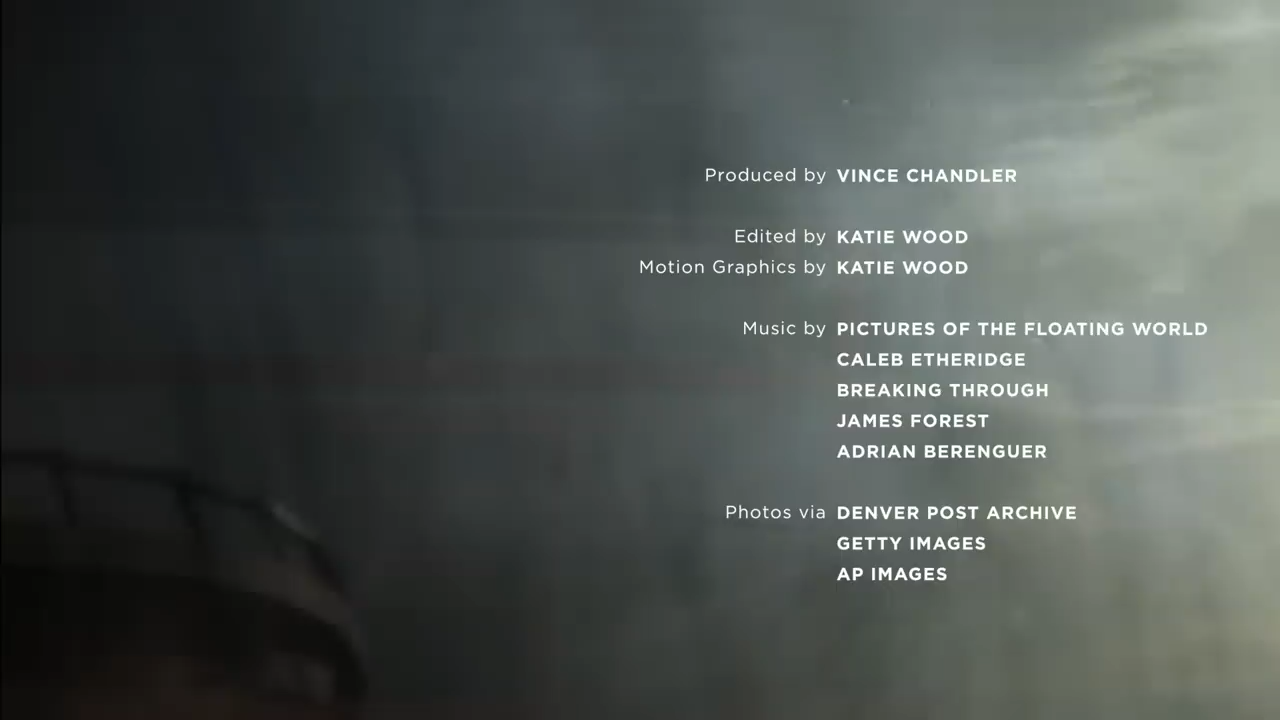 Produced by VINCE CHANDLER
Edited by KATIE WOOD
Motion Graphics by KATIE WOOD
Music by PICTURES OF THE FLOATING WORLD
CALEB ETHERIDGE
BREAKING THROUGH
JAMES FOREST
ADRIAN BERENGUER
Photos via DENVER POST ARCHIVE
GETTY IMAGES
AP IMAGES